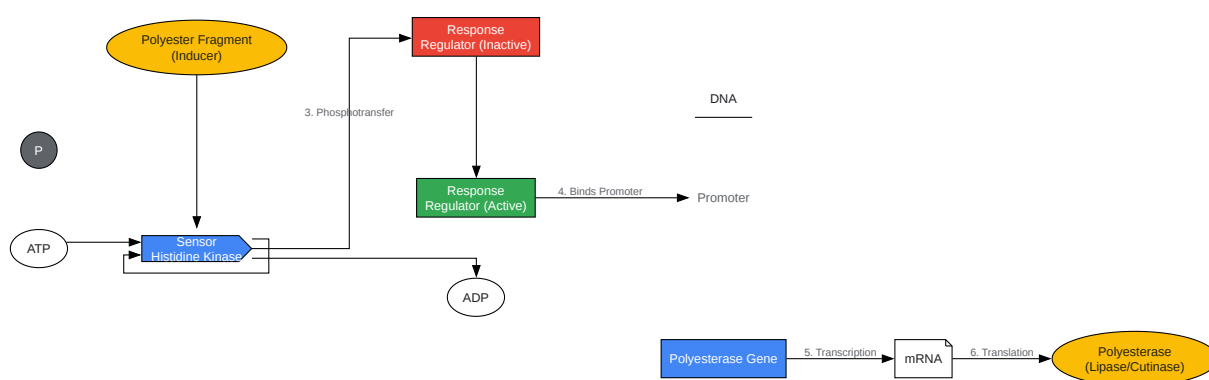 Polyester Fragment
(Inducer)
Response
Regulator (Inactive)
3. Phosphotransfer
DNA
P
Response
Regulator (Active)
4. Binds Promoter
Promoter
ATP
Sensor
Histidine Kinase
ADP
Polyesterase Gene
5. Transcription
mRNA
6. Translation
Polyesterase
(Lipase/Cutinase)